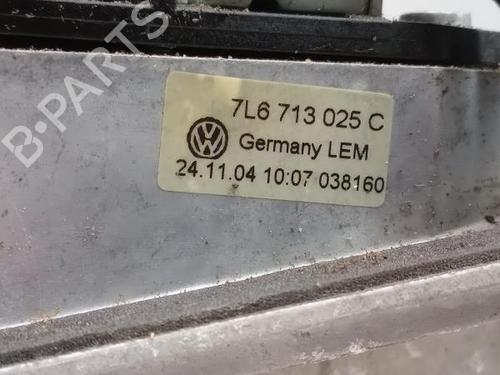 B-PARTS
7L6 713 025 C
Germany LEM
24.11.04 10:07 038160